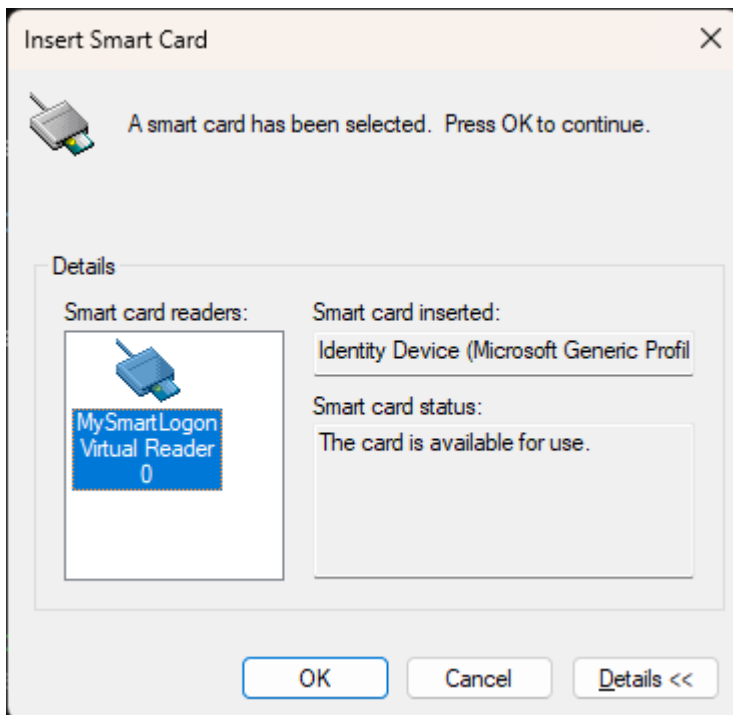 Insert Smart Card
A smart card has been selected.  Press OK to continue.
Details
Smart card readers:
MySmartLogon
Virtual Reader
0
Smart card inserted:
Identity Device (Microsoft Generic Profil
Smart card status:
The card is available for use.
OK
Cancel
Details <<